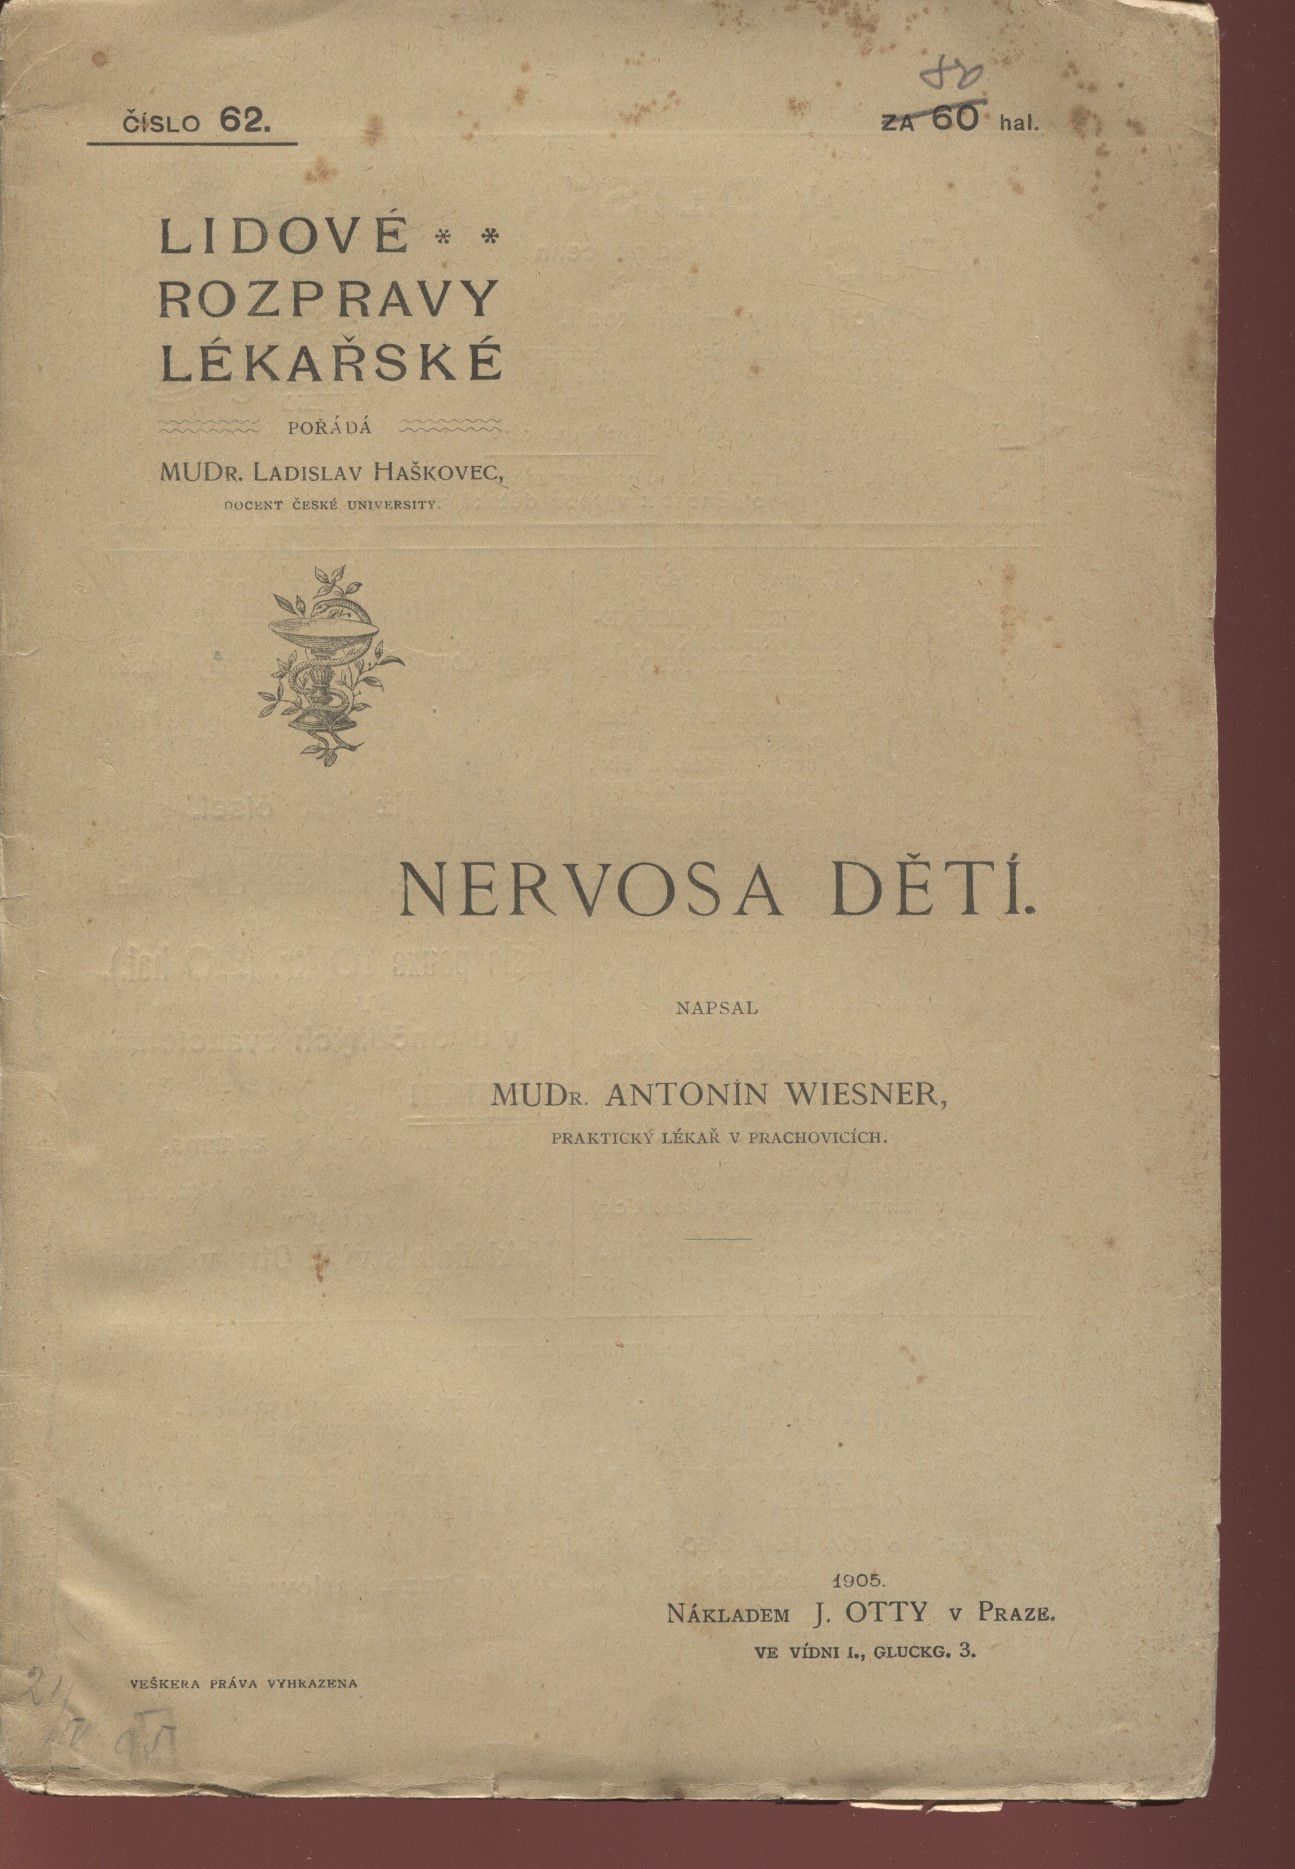 ČÍSLO 62.
ZA 60 hal.
LIDOVÉ * *
ROZPRAVY
LÉKAŘSKÉ
POŘÁDÁ
MUDR. LADISLAV HAŠKOVEC,
DOCENT ČESKÉ UNIVERSITY.
NERVOSA DĚTÍ.
NAPSAL
MUDR. ANTONÍN WIESNER,
PRAKTICKÝ LÉKAŘ V PRACHOVICÍCH.
1905.
NÁKLADEM J. OTTY V PRAZE.
VE VÍDNI I., GLUCKG. 3.
VEŠKERA PRÁVA VYHRAZENA